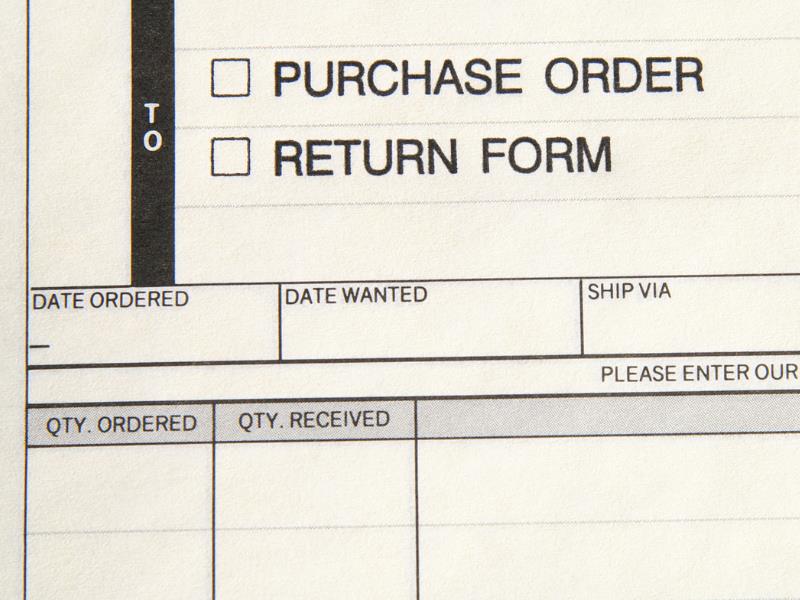 PURCHASE ORDER
TO
RETURN FORM
DATE ORDERED DATE WANTED SHIP VIA
PLEASE ENTER OUR
QTY. ORDERED QTY. RECEIVED